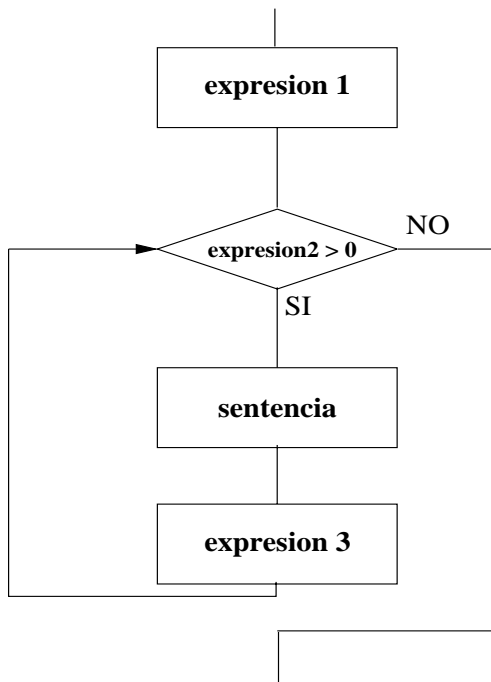 expresion 1
expresion2 > 0
NO
SI
sentencia
expresion 3